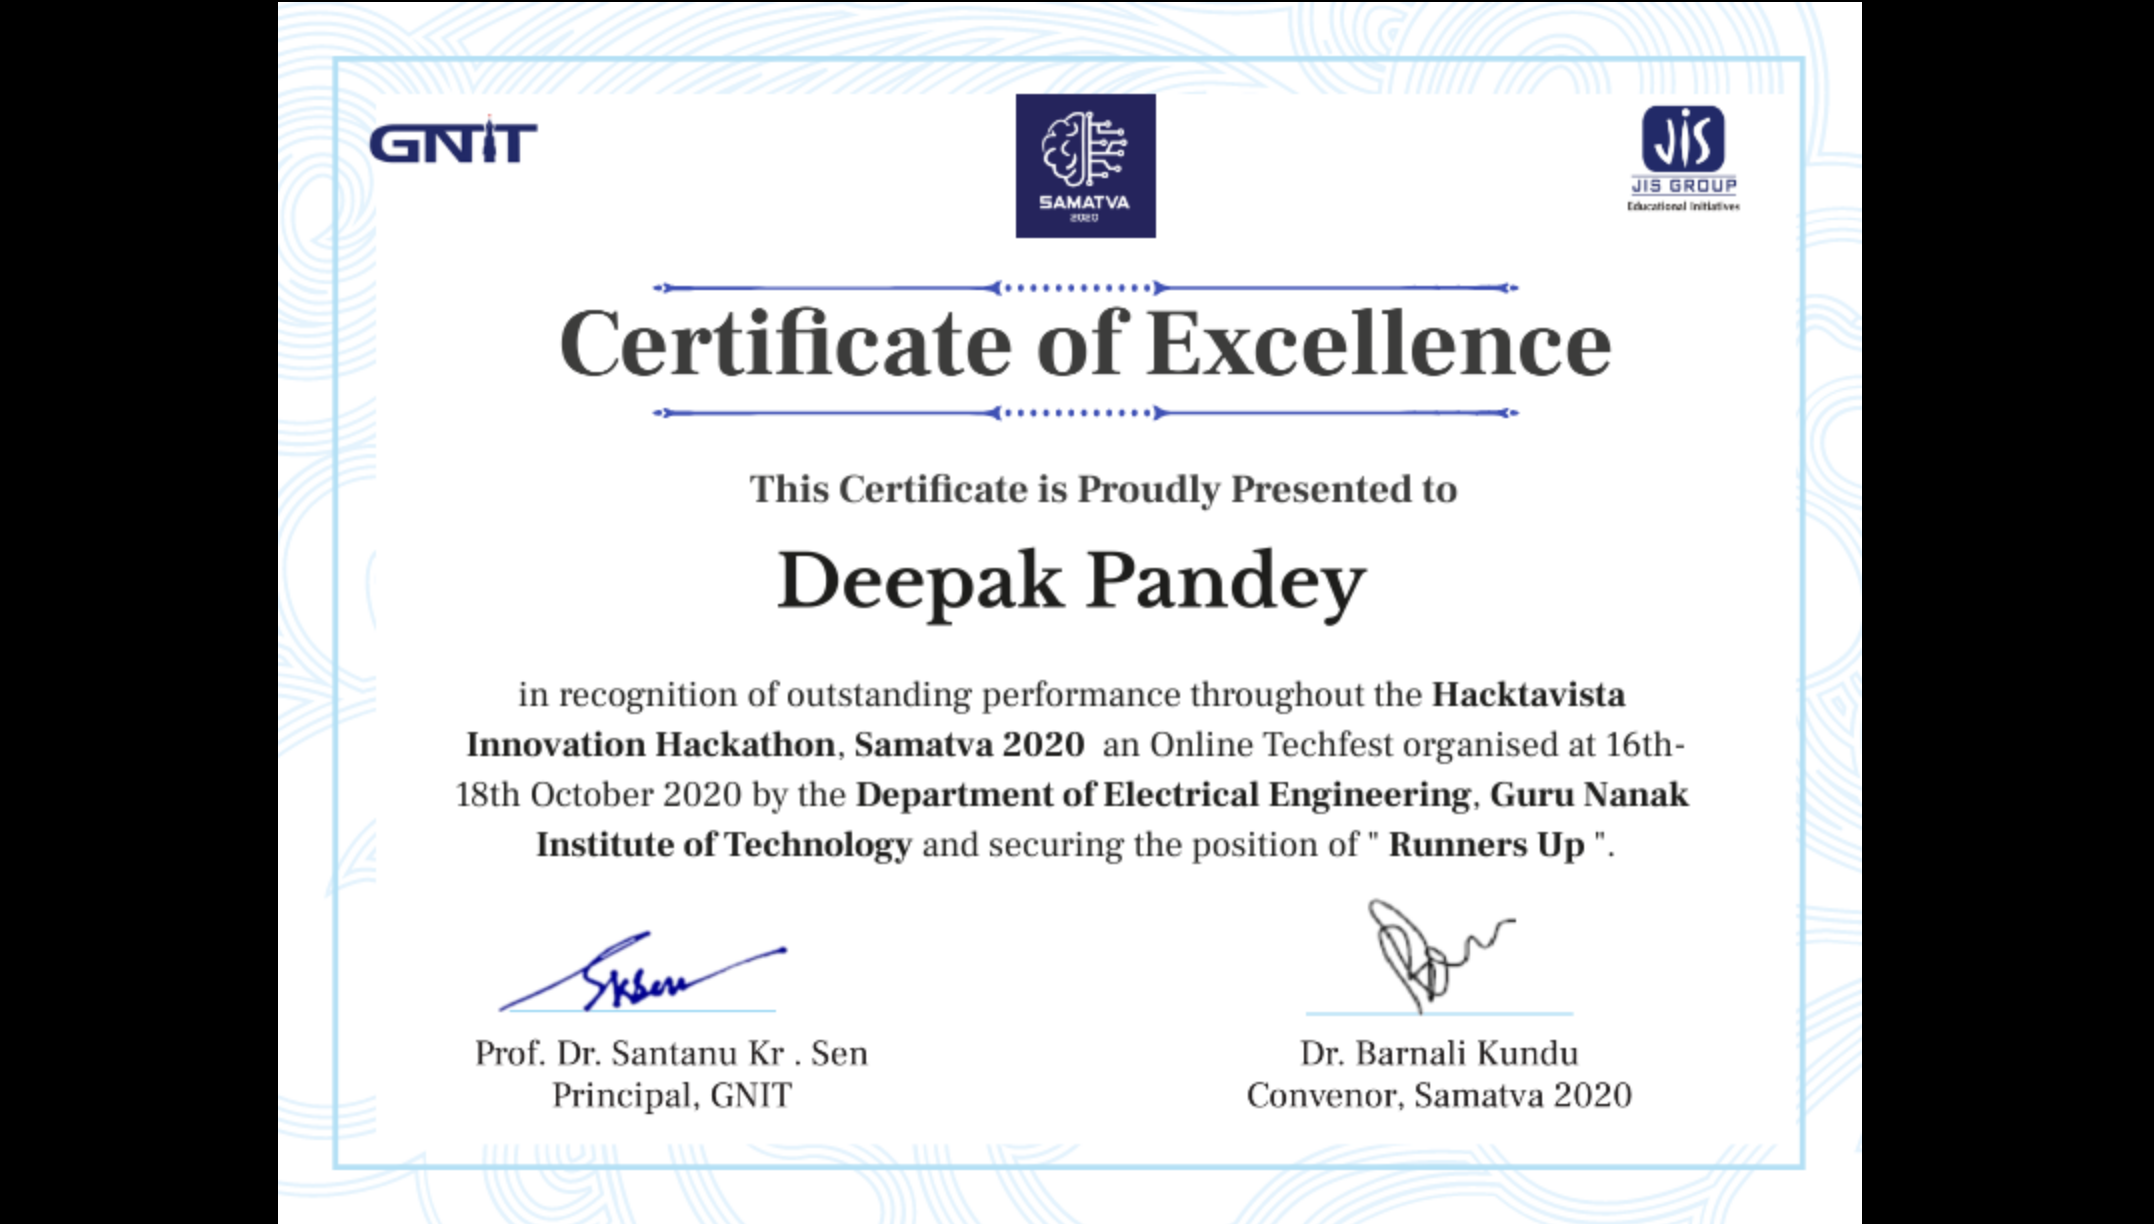 GNIT
SAMATVA
2020
JIS
JIS GROUP
Educational Initiatives
Certificate of Excellence
This Certificate is Proudly Presented to
Deepak Pandey
in recognition of outstanding performance throughout the Hacktavista
Innovation Hackathon, Samatva 2020 an Online Techfest organised at 16th-
18th October 2020 by the Department of Electrical Engineering, Guru Nanak
Institute of Technology and securing the position of " Runners Up ".
SKSen
Prof. Dr. Santanu Kr . Sen
Principal, GNIT
Dr. Barnali Kundu
Convenor, Samatva 2020